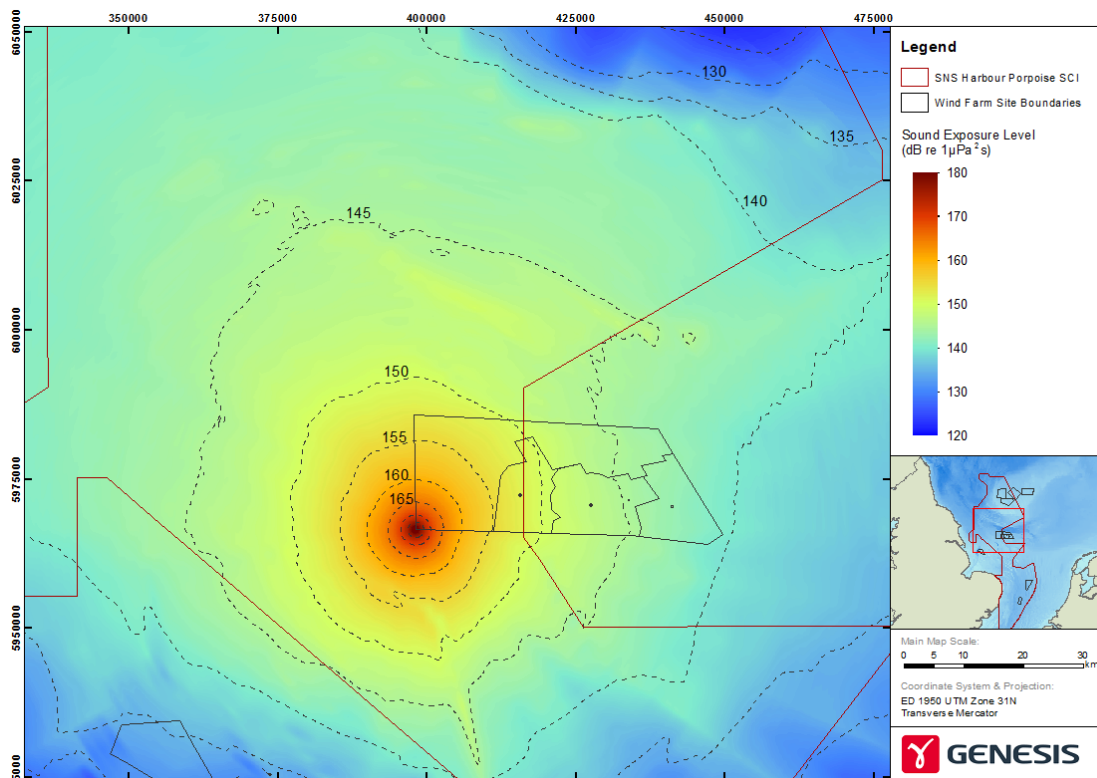 350000 375000 400000 425000 450000 475000
6050000
6025000
6000000
5975000
5950000
5000
130
135
140
145
150
155
160
165
Legend
SNS Harbour Porpoise SCI
Wind Farm Site Boundaries
Sound Exposure Level
(dB re 1µPa²s)
180
170
160
150
140
130
120
Main Map Scale:
0 5 10 20 30
km
Coordinate System & Projection:
ED 1950 UTM Zone 31N
Transverse Mercator
GENESIS